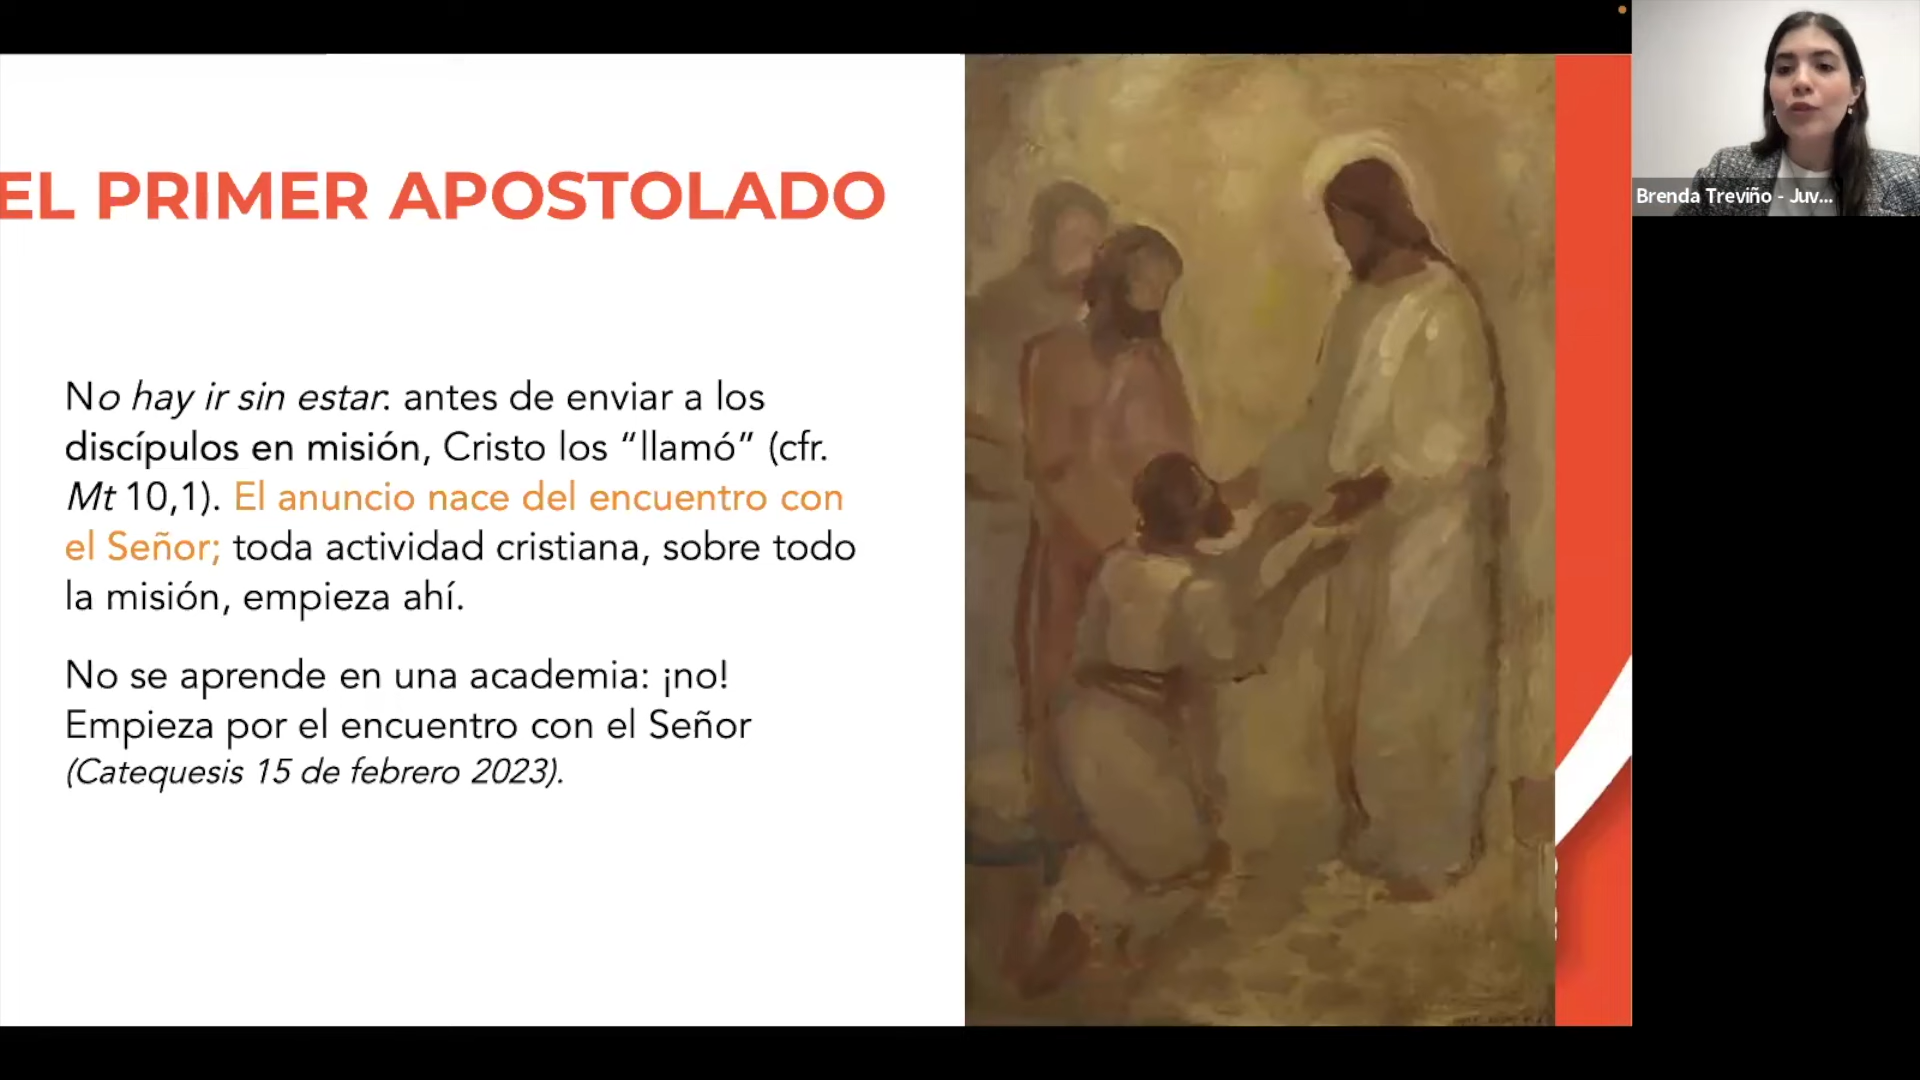 EL PRIMER APOSTOLADO
No hay ir sin estar: antes de enviar a los
discípulos en misión, Cristo los “llamó” (cfr.
Mt 10,1). El anuncio nace del encuentro con
el Señor; toda actividad cristiana, sobre todo
la misión, empieza ahí.
No se aprende en una academia: ¡no!
Empieza por el encuentro con el Señor
(Catequesis 15 de febrero 2023).
Brenda Treviño - Juv...